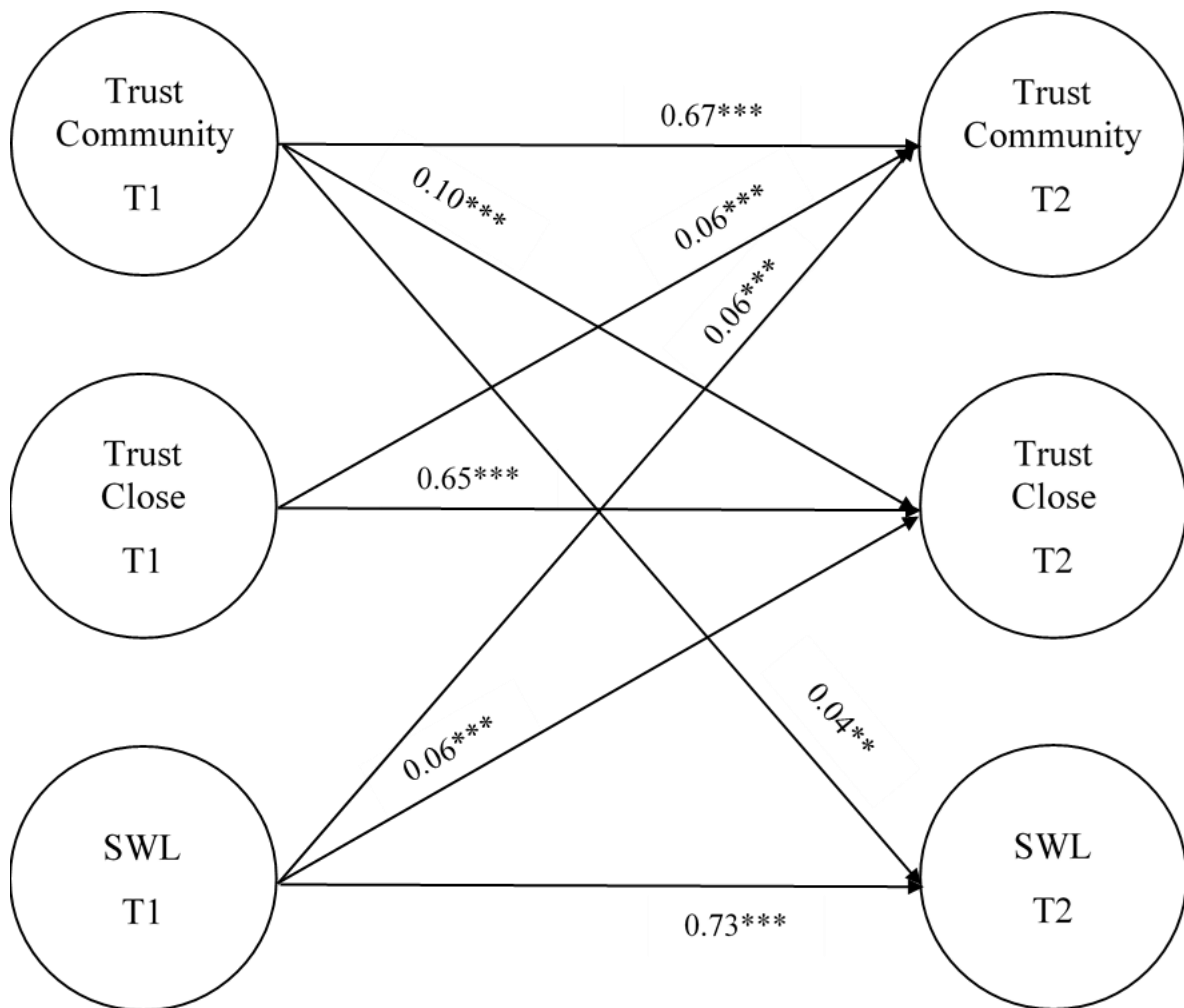 Trust
Community
T1
0.67***
Trust
Community
T2
0.10***
0.06***
0.06***
Trust
Close
T1
0.65***
Trust
Close
T2
0.06***
0.04**
SWL
T1
0.73***
SWL
T2